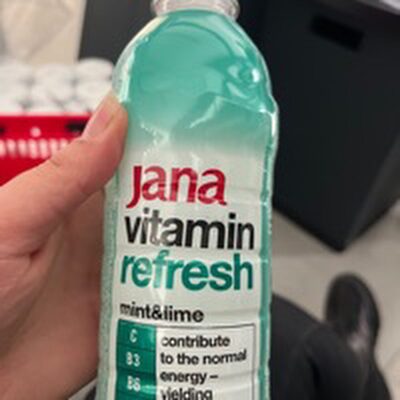 Jana
vitamin
refresh
mint&lime
C
B3
B6
contribute
to the normal
energy–
yielding